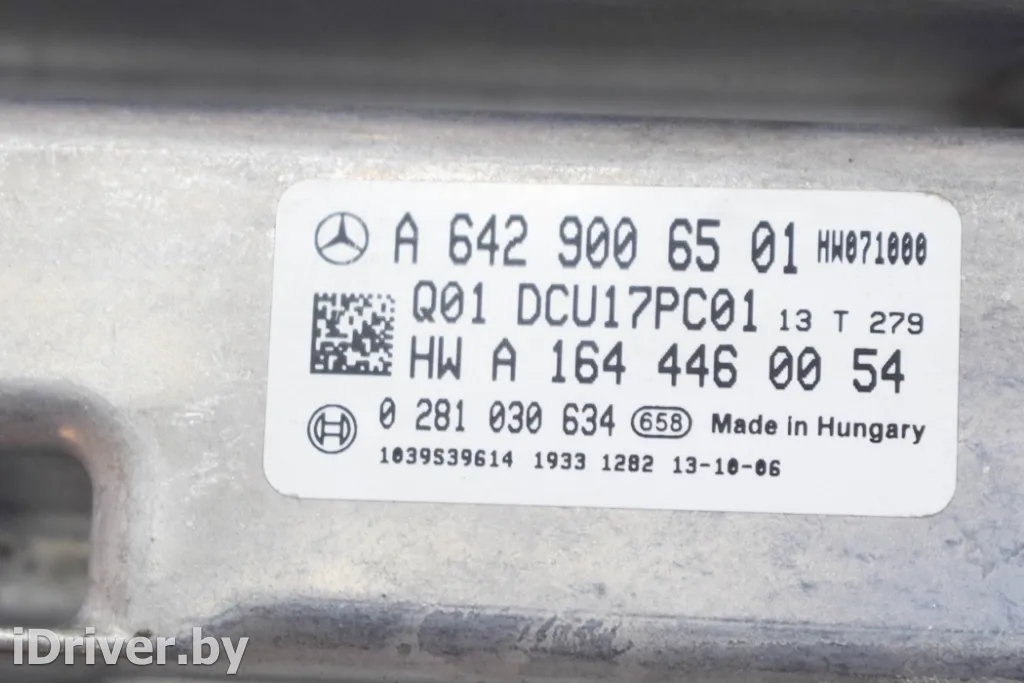 A 642 900 65 01 HW071000
Q01 DCU17PC01 13 T 279
HW A 164 446 00 54
0 281 030 634 658 Made in Hungary
1039S39614 1933 1282 13-10-06
iDriver.by